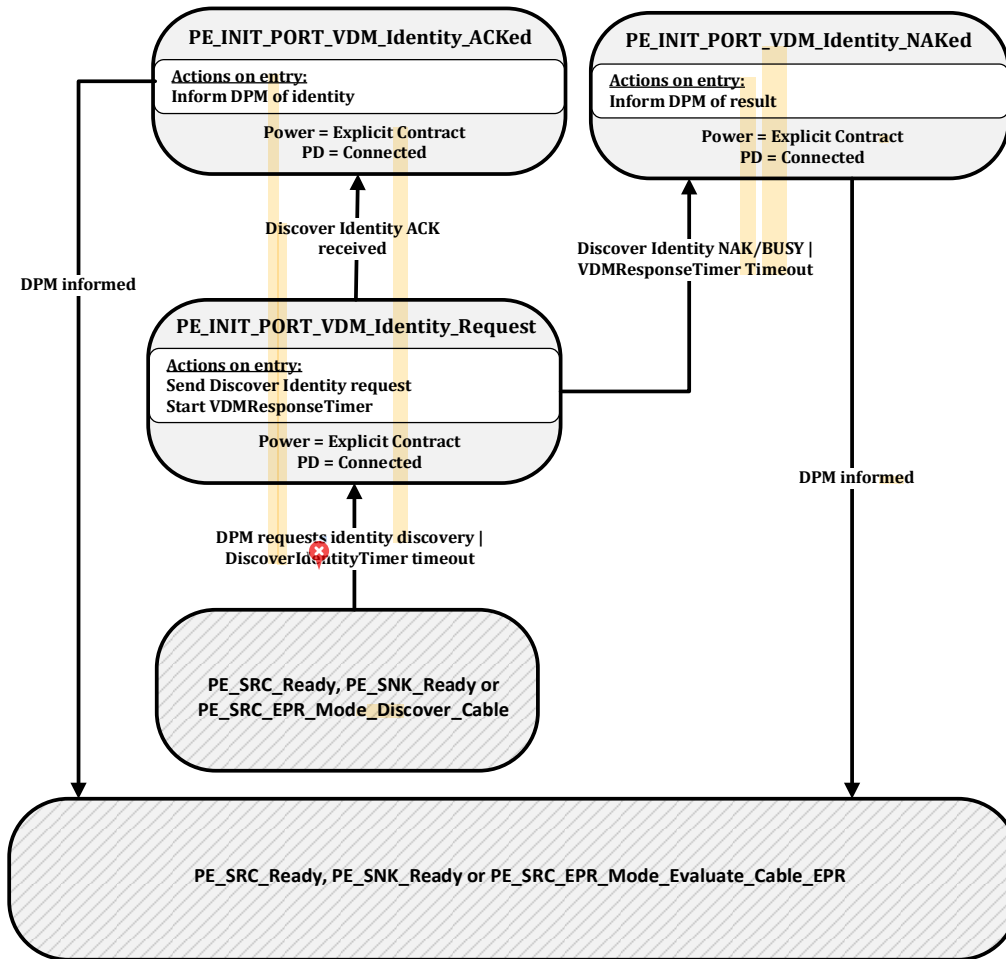 PE_INIT_PORT_VDM_Identity_ACKed
Actions on entry:
Inform DPM of identity
Power = Explicit Contract
PD = Connected
PE_INIT_PORT_VDM_Identity_NAKed
Actions on entry:
Inform DPM of result
Power = Explicit Contract
PD = Connected
Discover Identity ACK
received
Discover Identity NAK/BUSY |
VDMResponseTimer Timeout
DPM informed
PE_INIT_PORT_VDM_Identity_Request
Actions on entry:
Send Discover Identity request
Start VDMResponseTimer
Power = Explicit Contract
PD = Connected
DPM informed
DPM requests identity discovery |
DiscoverIdentityTimer timeout
PE_SRC_Ready, PE_SNK_Ready or
PE_SRC_EPR_Mode_Discover_Cable
PE_SRC_Ready, PE_SNK_Ready or PE_SRC_EPR_Mode_Evaluate_Cable_EPR